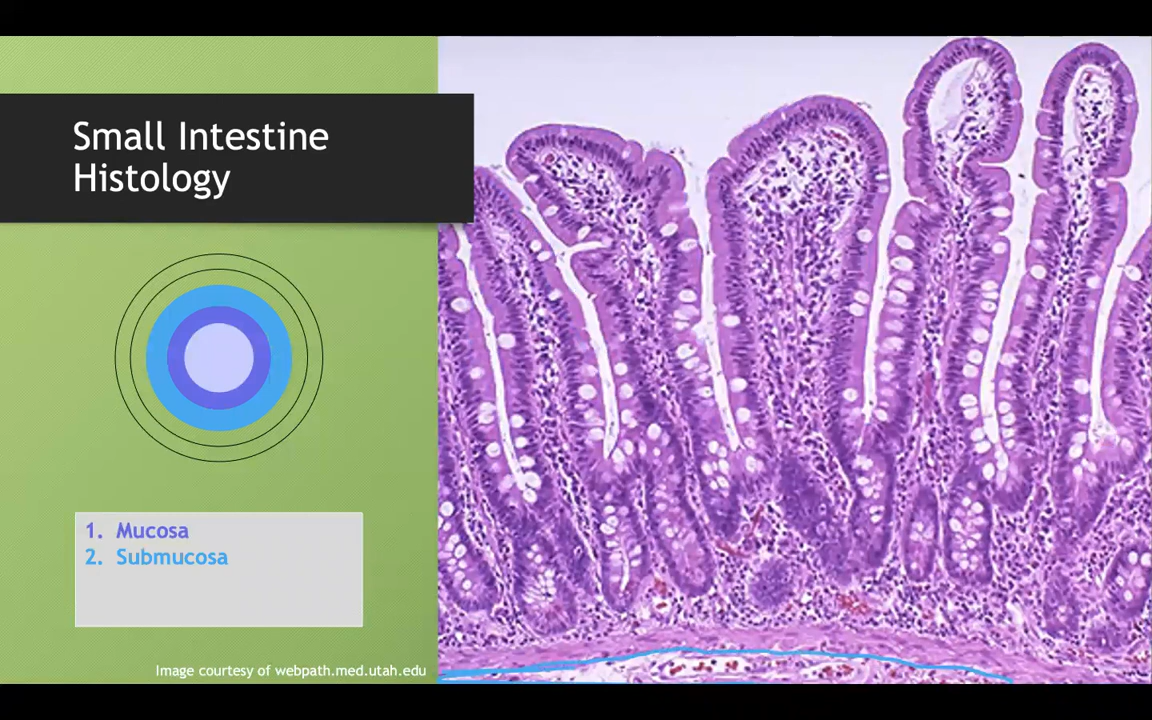 Small Intestine
Histology
1. Mucosa
2. Submucosa
Image courtesy of webpath.med.utah.edu